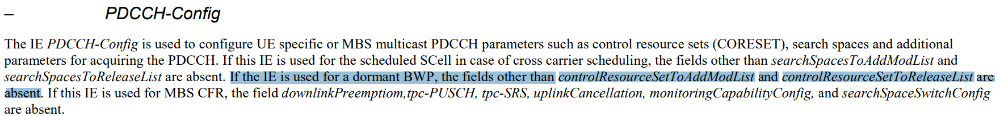 – PDCCH-Config
The IE PDCCH-Config is used to configure UE specific or MBS multicast PDCCH parameters such as control resource sets (CORESET), search spaces and additional
parameters for acquiring the PDCCH. If this IE is used for the scheduled SCell in case of cross carrier scheduling, the fields other than searchSpacesToAddModList and
searchSpacesToReleaseList are absent. If the IE is used for a dormant BWP, the fields other than controlResourceSetToAddModList and controlResourceSetToReleaseList are
absent. If this IE is used for MBS CFR, the field downlinkPreemptiom,tpc-PUSCH, tpc-SRS, uplinkCancellation, monitoringCapabilityConfig, and searchSpaceSwitchConfig
are absent.